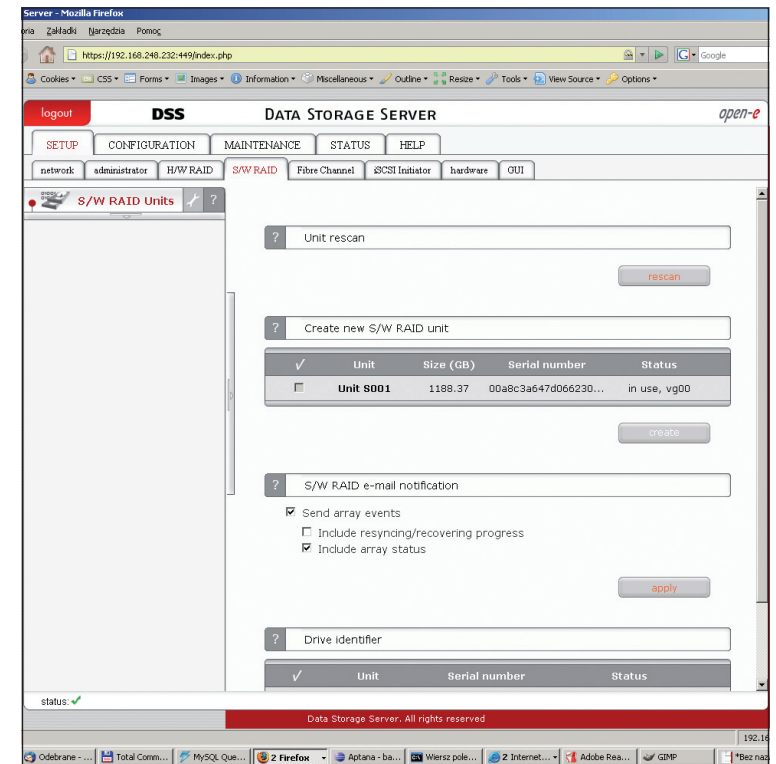 Server - Mozilla Firefox
oria Zakładki Narzędzia Pomoc
https://192.168.248.232:449/index.php
G Google
Cookies CSS Forms Images Information Miscellaneous Outline Resize Tools View Source Options
logout DSS DATA STORAGE SERVER open-e
SETUP CONFIGURATION MAINTENANCE STATUS HELP
network administrator H/W RAID S/W RAID Fibre Channel iSCSI Initiator hardware GUI
S/W RAID Units ?
? Unit rescan
rescan
? Create new S/W RAID unit
Unit Size (GB) Serial number Status
Unit S001 1188.37 00a8c3a647d066230... in use, vg00
create
? S/W RAID e-mail notification
Send array events
Include resyncing/recovering progress
Include array status
apply
? Drive identifier
Unit Serial number Status
status:
Data Storage Server. All rights reserved
192.16
Odebrane - ... Total Comm... MySQL Que... 2 Firefox Aptana - ba... Wiersz pole... 2 Internet... Adobe Rea... GIMP *Bez naz